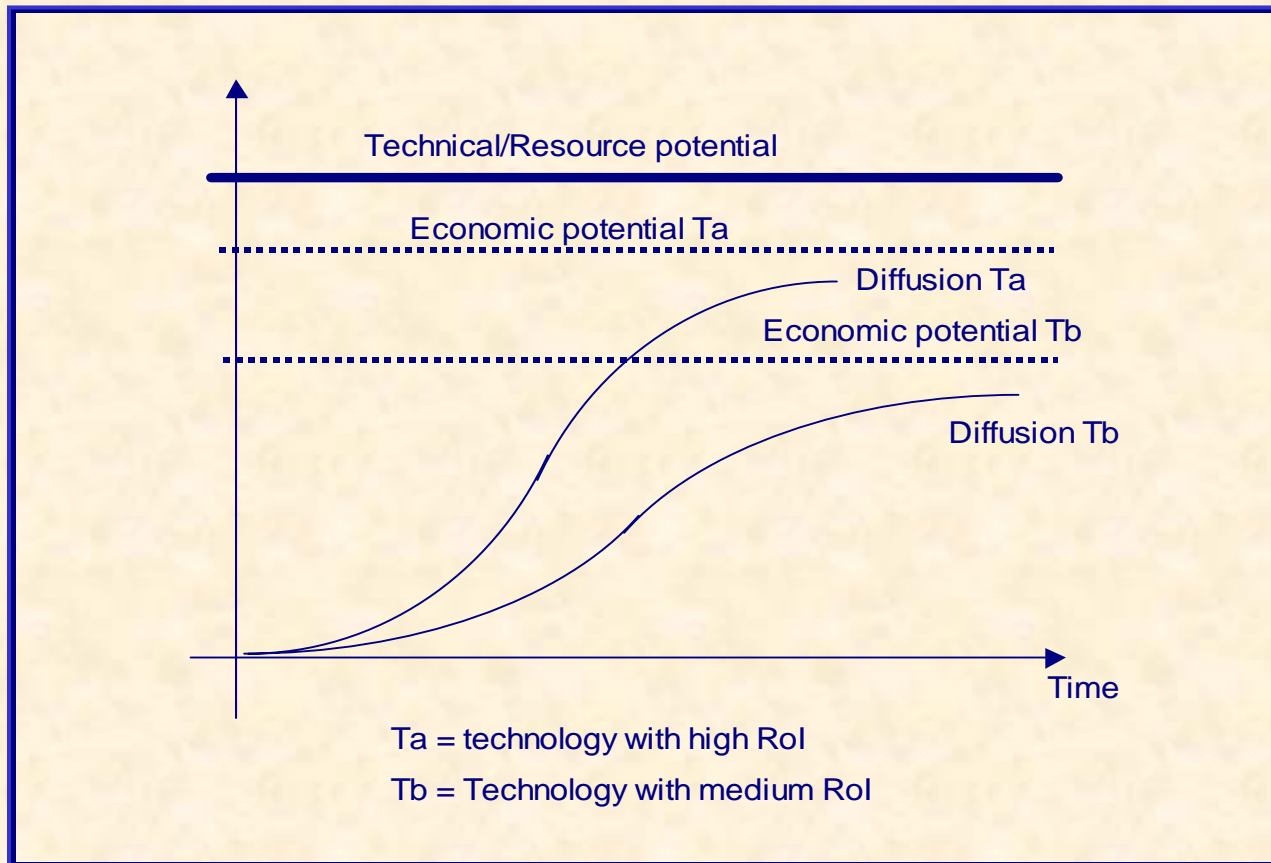 Technical/Resource potential
Economic potential Ta
Diffusion Ta
Economic potential Tb
Diffusion Tb
Time
Ta = technology with high RoI
Tb = Technology with medium RoI